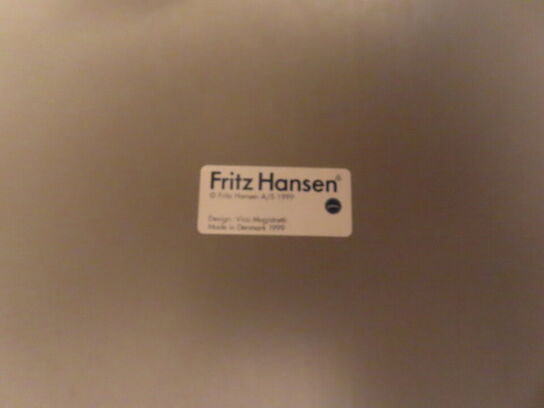 Fritz Hansen®
© Fritz Hansen A/S 1999
Design: Vico Magistretti
Made in Denmark 1999